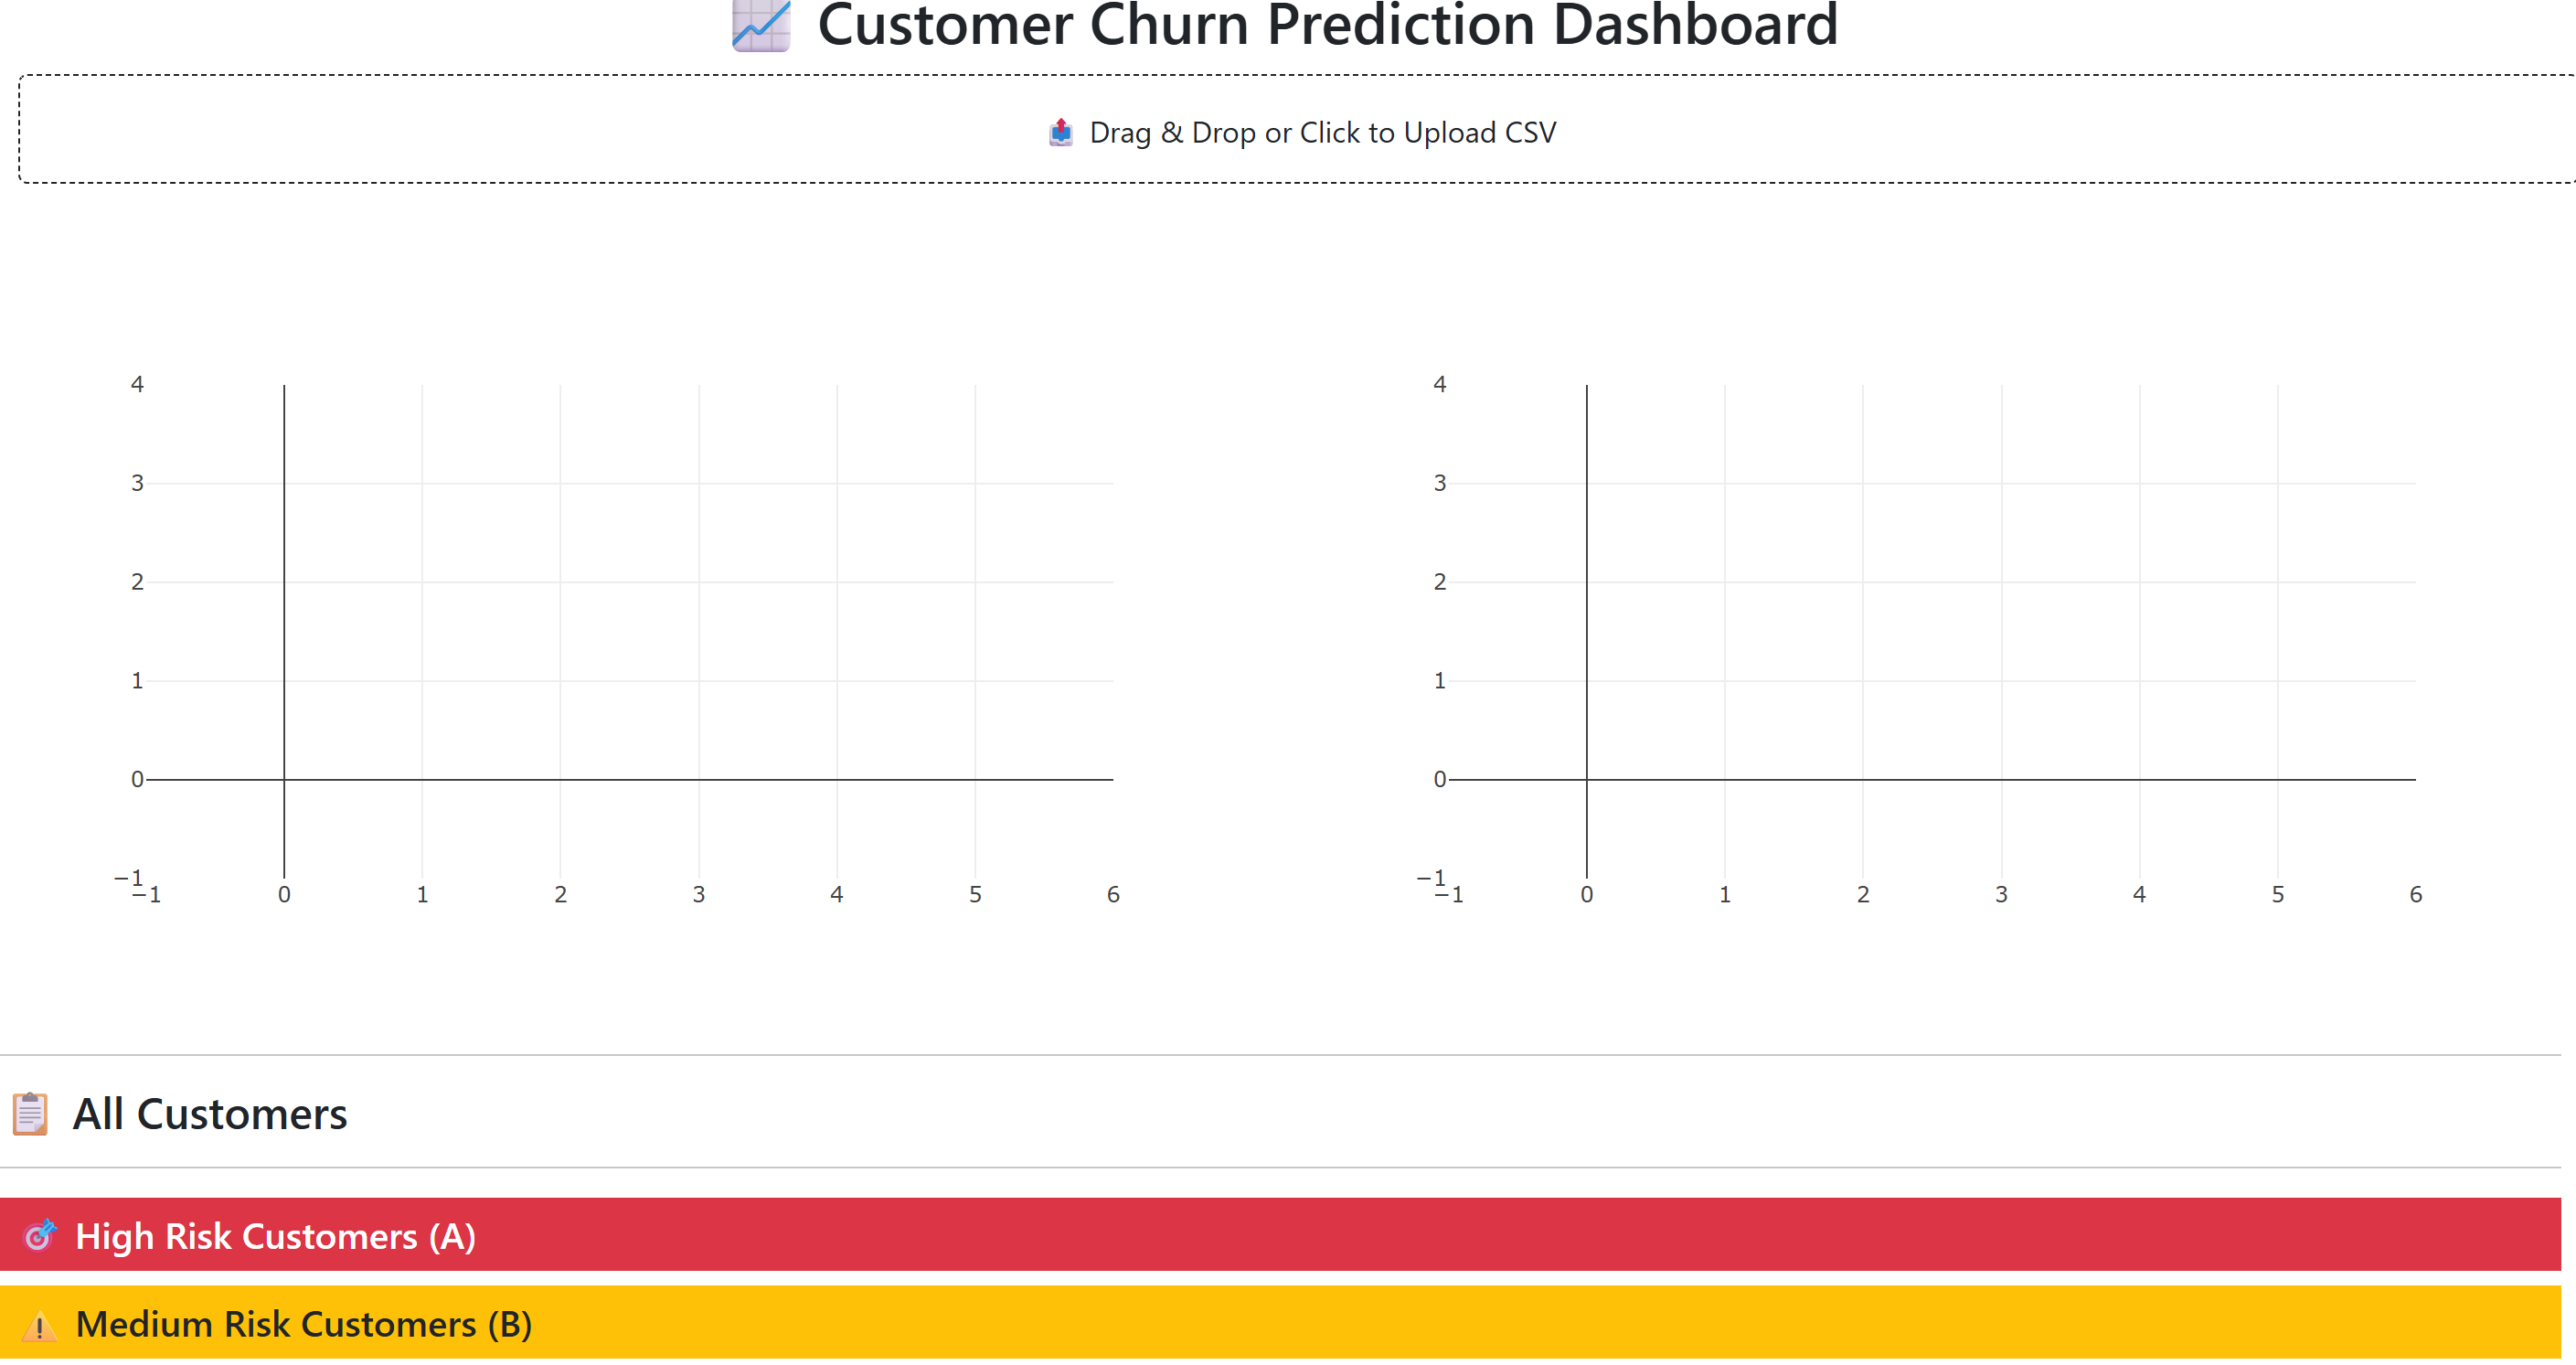 Customer Churn Prediction Dashboard
Drag & Drop or Click to Upload CSV
4
3
2
1
0
−1
−1 0 1 2 3 4 5 6
4
3
2
1
0
−1
−1 0 1 2 3 4 5 6
All Customers
High Risk Customers (A)
Medium Risk Customers (B)